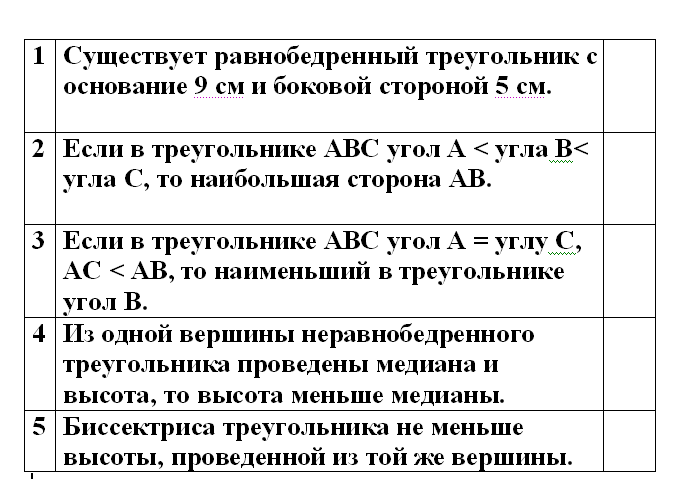 1 Существует равнобедренный треугольник с
основание 9 см и боковой стороной 5 см.
2 Если в треугольнике АВС угол А < угла В<
угла С, то наибольшая сторона АВ.
3 Если в треугольнике АВС угол А = углу С,
АС < АВ, то наименьший в треугольнике
угол В.
4 Из одной вершины неравнобедренного
треугольника проведены медиана и
высота, то высота меньше медианы.
5 Биссектриса треугольника не меньше
высоты, проведенной из той же вершины.